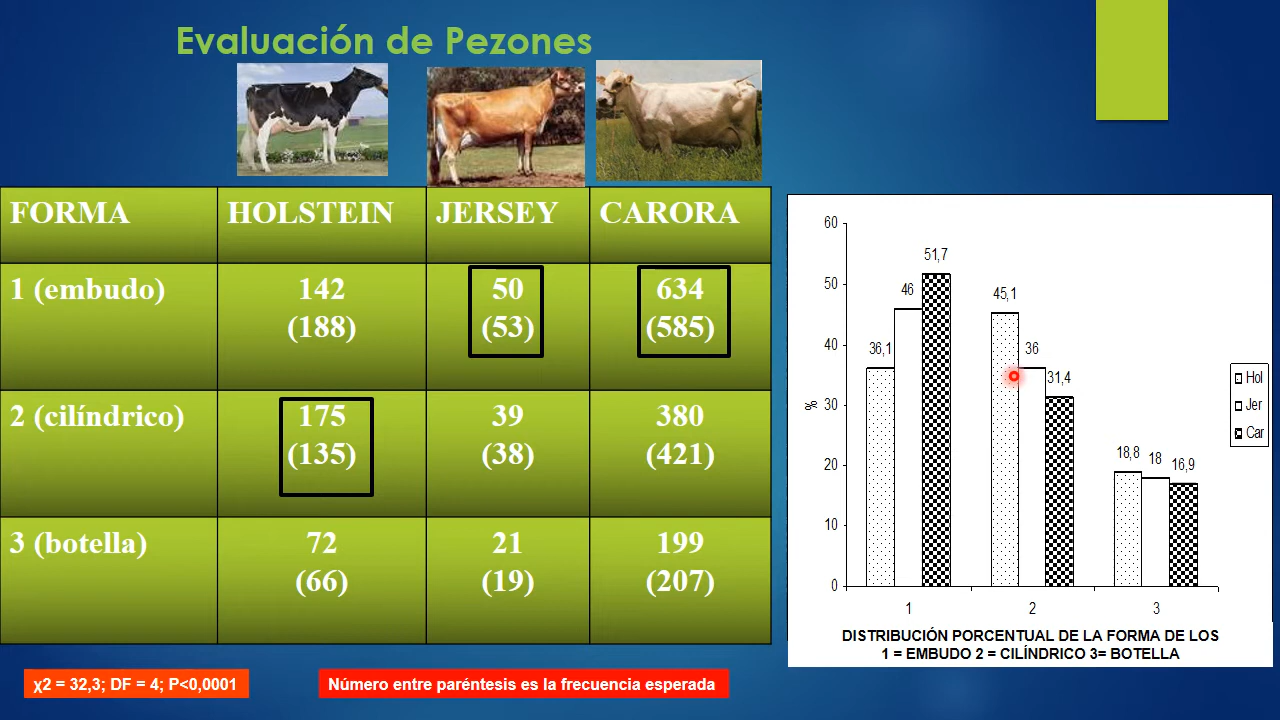 Evaluación de Pezones
FORMA HOLSTEIN JERSEY CARORA
1 (embudo) 142 50 634
(188) (53) (585)
2 (cilíndrico) 175 39 380
(135) (38) (421)
3 (botella) 72 21 199
(66) (19) (207)
χ2 = 32,3; DF = 4; P<0,0001
Número entre paréntesis es la frecuencia esperada
60
50
40
30
20
10
0
%
36,1 46 51,7
45,1 36 31,4
18,8 18 16,9
1 2 3
Hol
Jer
Car
DISTRIBUCIÓN PORCENTUAL DE LA FORMA DE LOS
1 = EMBUDO 2 = CILÍNDRICO 3= BOTELLA